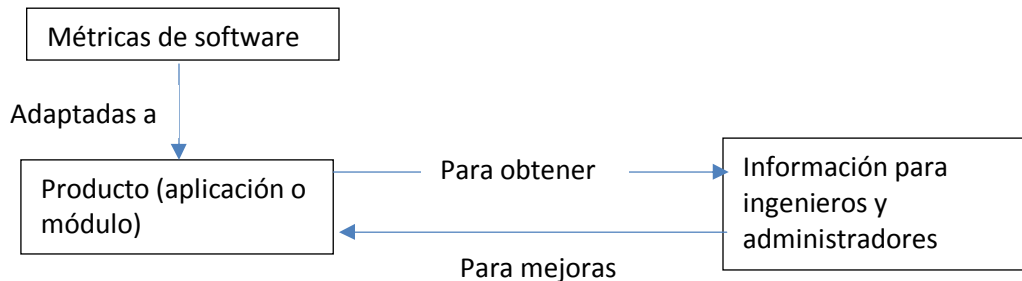 Métricas de software
Adaptadas a
Producto (aplicación o
módulo)
Para obtener
Información para
ingenieros y
administradores
Para mejoras